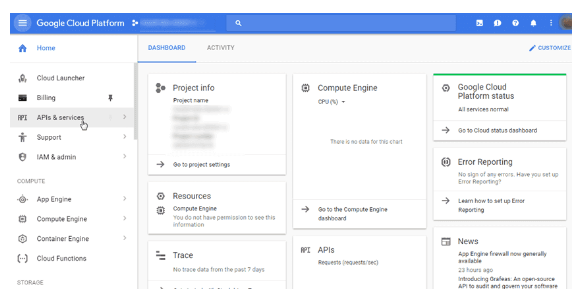 Google Cloud Platform
Home
DASHBOARD
ACTIVITY
CUSTOMIZE
Cloud Launcher
Billing
API APIs & services
Support
IAM & admin
COMPUTE
App Engine
Compute Engine
Container Engine
Cloud Functions
STORAGE
Project info
Project name
Go to project settings
Resources
Compute Engine
You do not have permission to see this
information
Trace
No trace data from the past 7 days
Compute Engine
CPU (%)
There is no data for this chart
Go to the Compute Engine
dashboard
API APIs
Requests (requests/sec)
Google Cloud
Platform status
All services normal
Go to Cloud status dashboard
Error Reporting
No sign of any errors. Have you set up
Error Reporting?
Learn how to set up Error
Reporting
News
App Engine firewall now generally
available
23 hours ago
Introducing Grafeas: An open-source
API to audit and govern your software